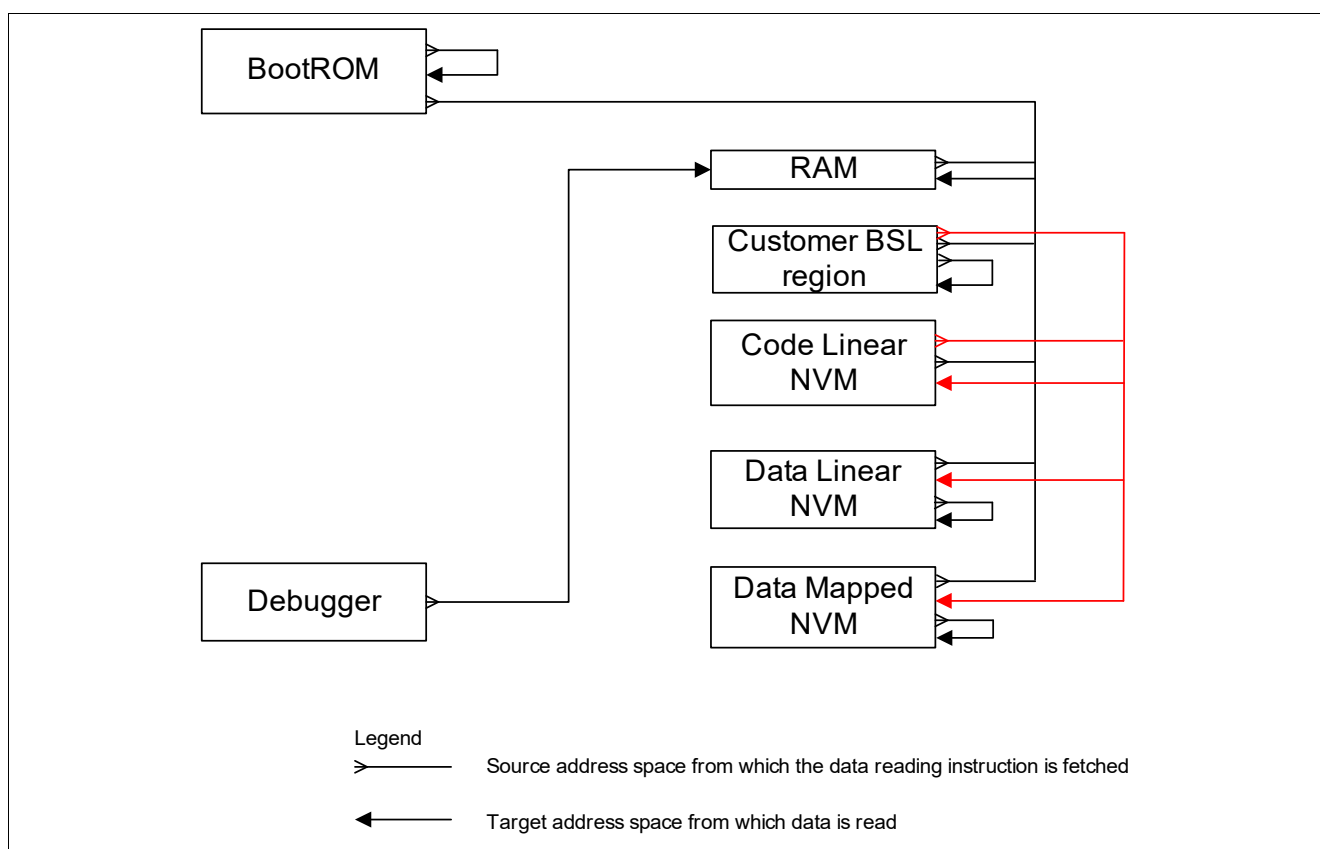 BootROM
RAM
Customer BSL
region
Code Linear
NVM
Data Linear
NVM
Debugger
Data Mapped
NVM
Legend
Source address space from which the data reading instruction is fetched
Target address space from which data is read